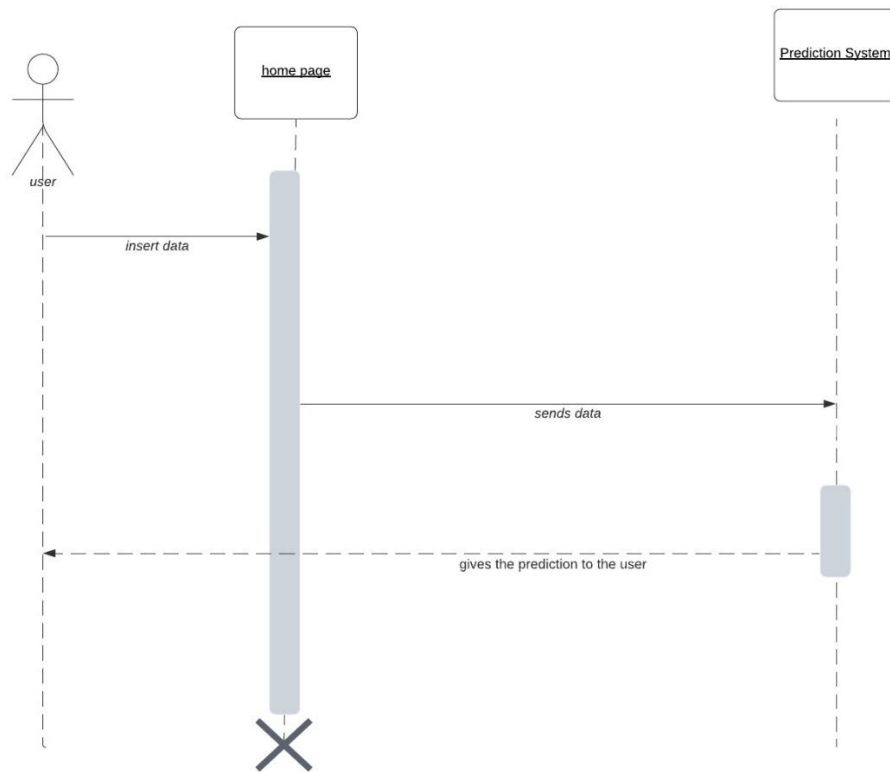 Prediction System
home page
user
insert data
sends data
gives the prediction to the user